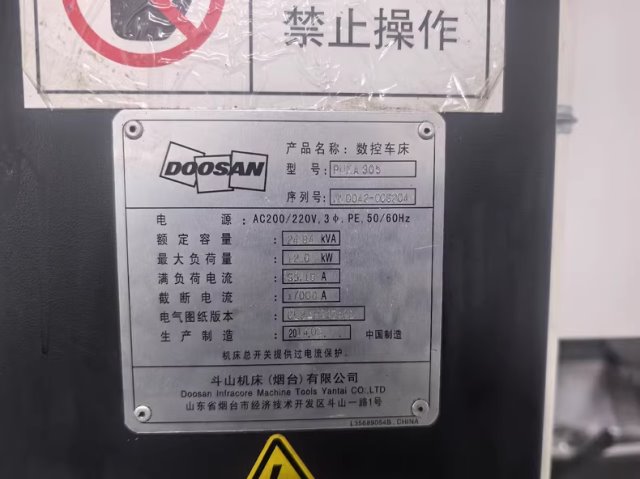 禁止操作
DOOSAN
产品名称: 数控车床
型号: PUMA 305
序列号:
电源: AC200/220V, 3Φ, PE, 50/60Hz
额定容量: kVA
最大负荷量: kW
满负荷电流: A
截断电流: A
电气图纸版本:
生产制造: 中国制造
机床总开关提供过电流保护.
斗山机床(烟台)有限公司
Doosan Infracore Machine Tools Yantai CO.,LTD
山东省烟台市经济技术开发区斗山一路1号
CHINA